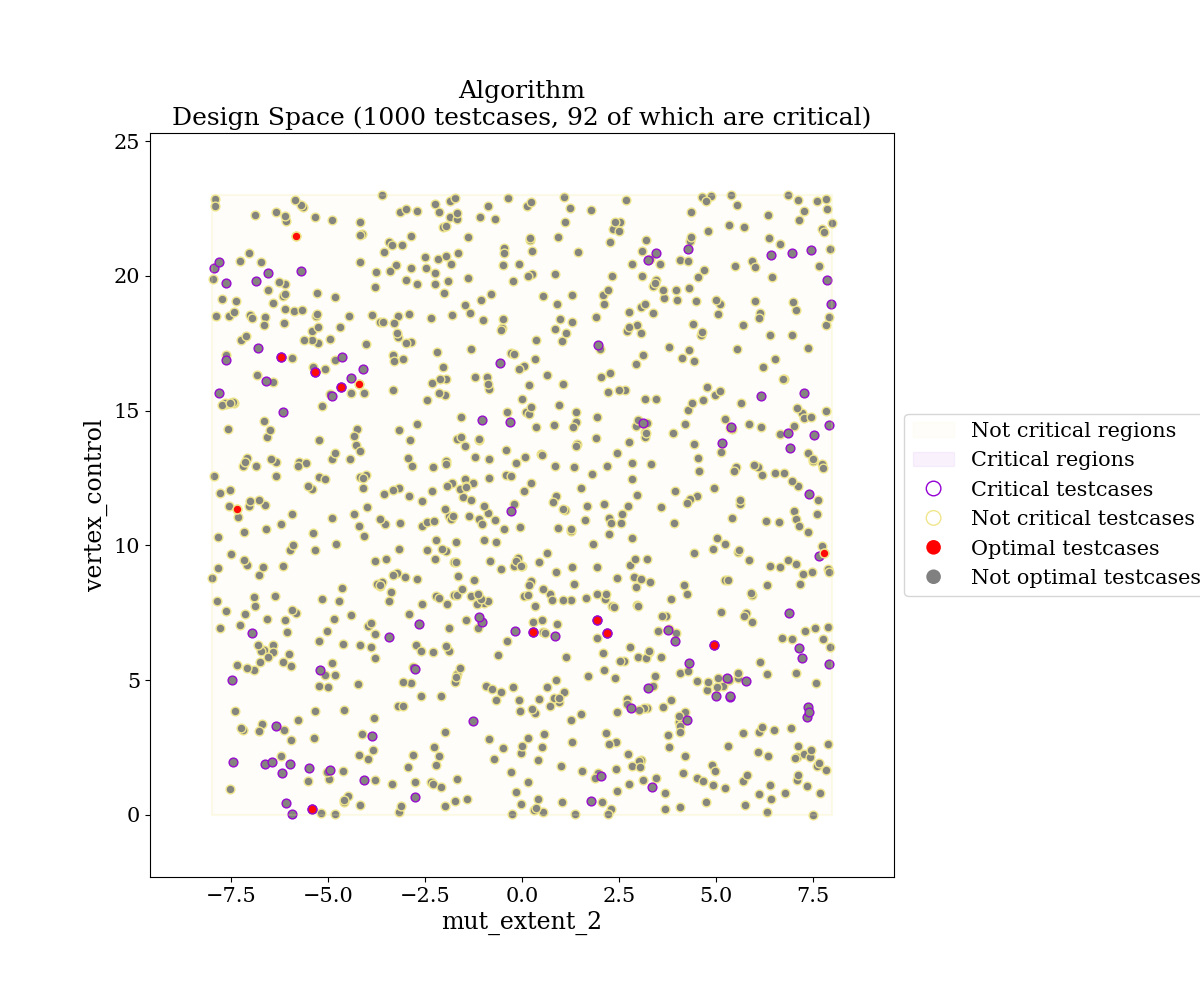 Algorithm
Design Space (1000 testcases, 92 of which are critical)
25
20
15
10
5
0
vertex_control
−7.5
−5.0
−2.5
0.0
2.5
5.0
7.5
mut_extent_2
Not critical regions
Critical regions
Critical testcases
Not critical testcases
Optimal testcases
Not optimal testcases